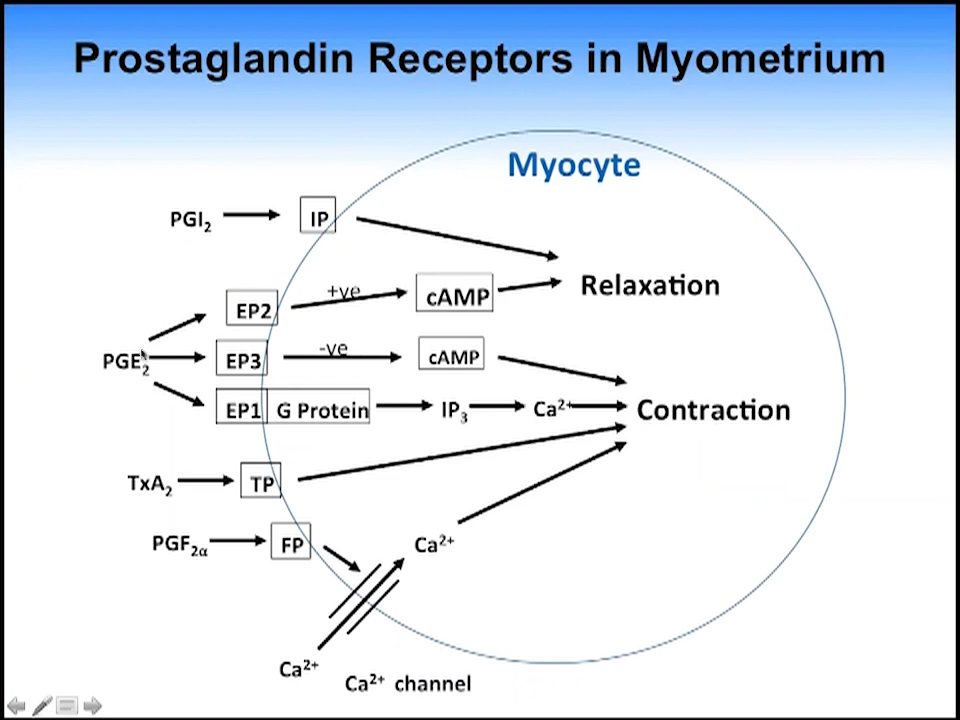 Prostaglandin Receptors in Myometrium
Myocyte
PGI₂ IP
Relaxation
EP2 +ve cAMP
PGE₂ EP3 -ve cAMP
EP1 G Protein IP₃ Ca²⁺ Contraction
TxA₂ TP
PGF₂α FP Ca²⁺
Ca²⁺
Ca²⁺ channel